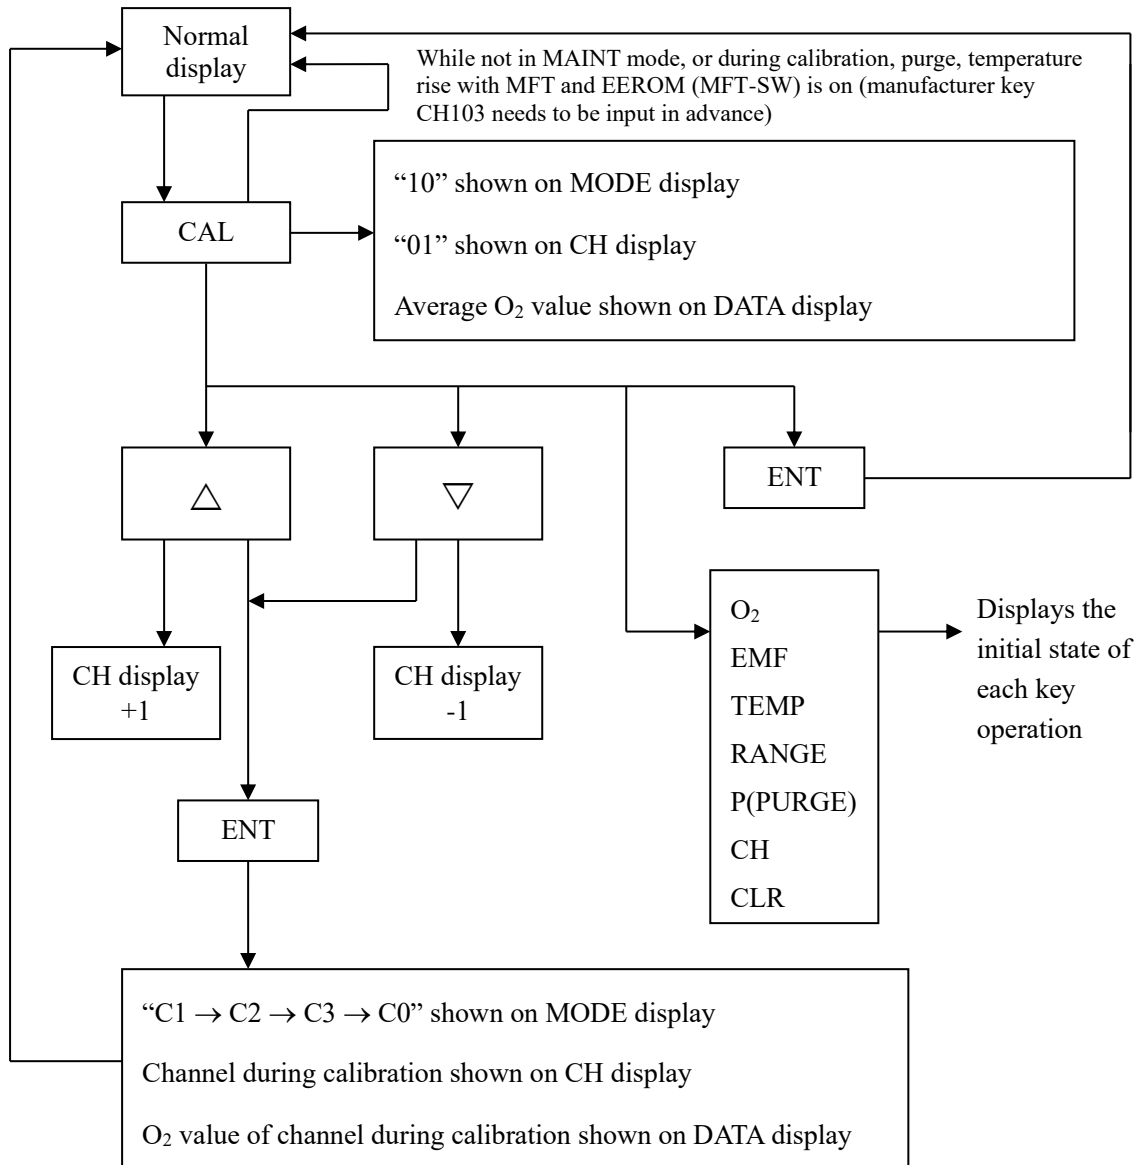 Normal
display
While not in MAINT mode, or during calibration, purge, temperature
rise with MFT and EEROM (MFT-SW) is on (manufacturer key
CH103 needs to be input in advance)
“10” shown on MODE display
“01” shown on CH display
Average O₂ value shown on DATA display
CAL
△
▽
ENT
O₂
EMF
TEMP
RANGE
P(PURGE)
CH
CLR
Displays the
initial state of
each key
operation
CH display
+1
CH display
-1
ENT
“C1 → C2 → C3 → C0” shown on MODE display
Channel during calibration shown on CH display
O₂ value of channel during calibration shown on DATA display